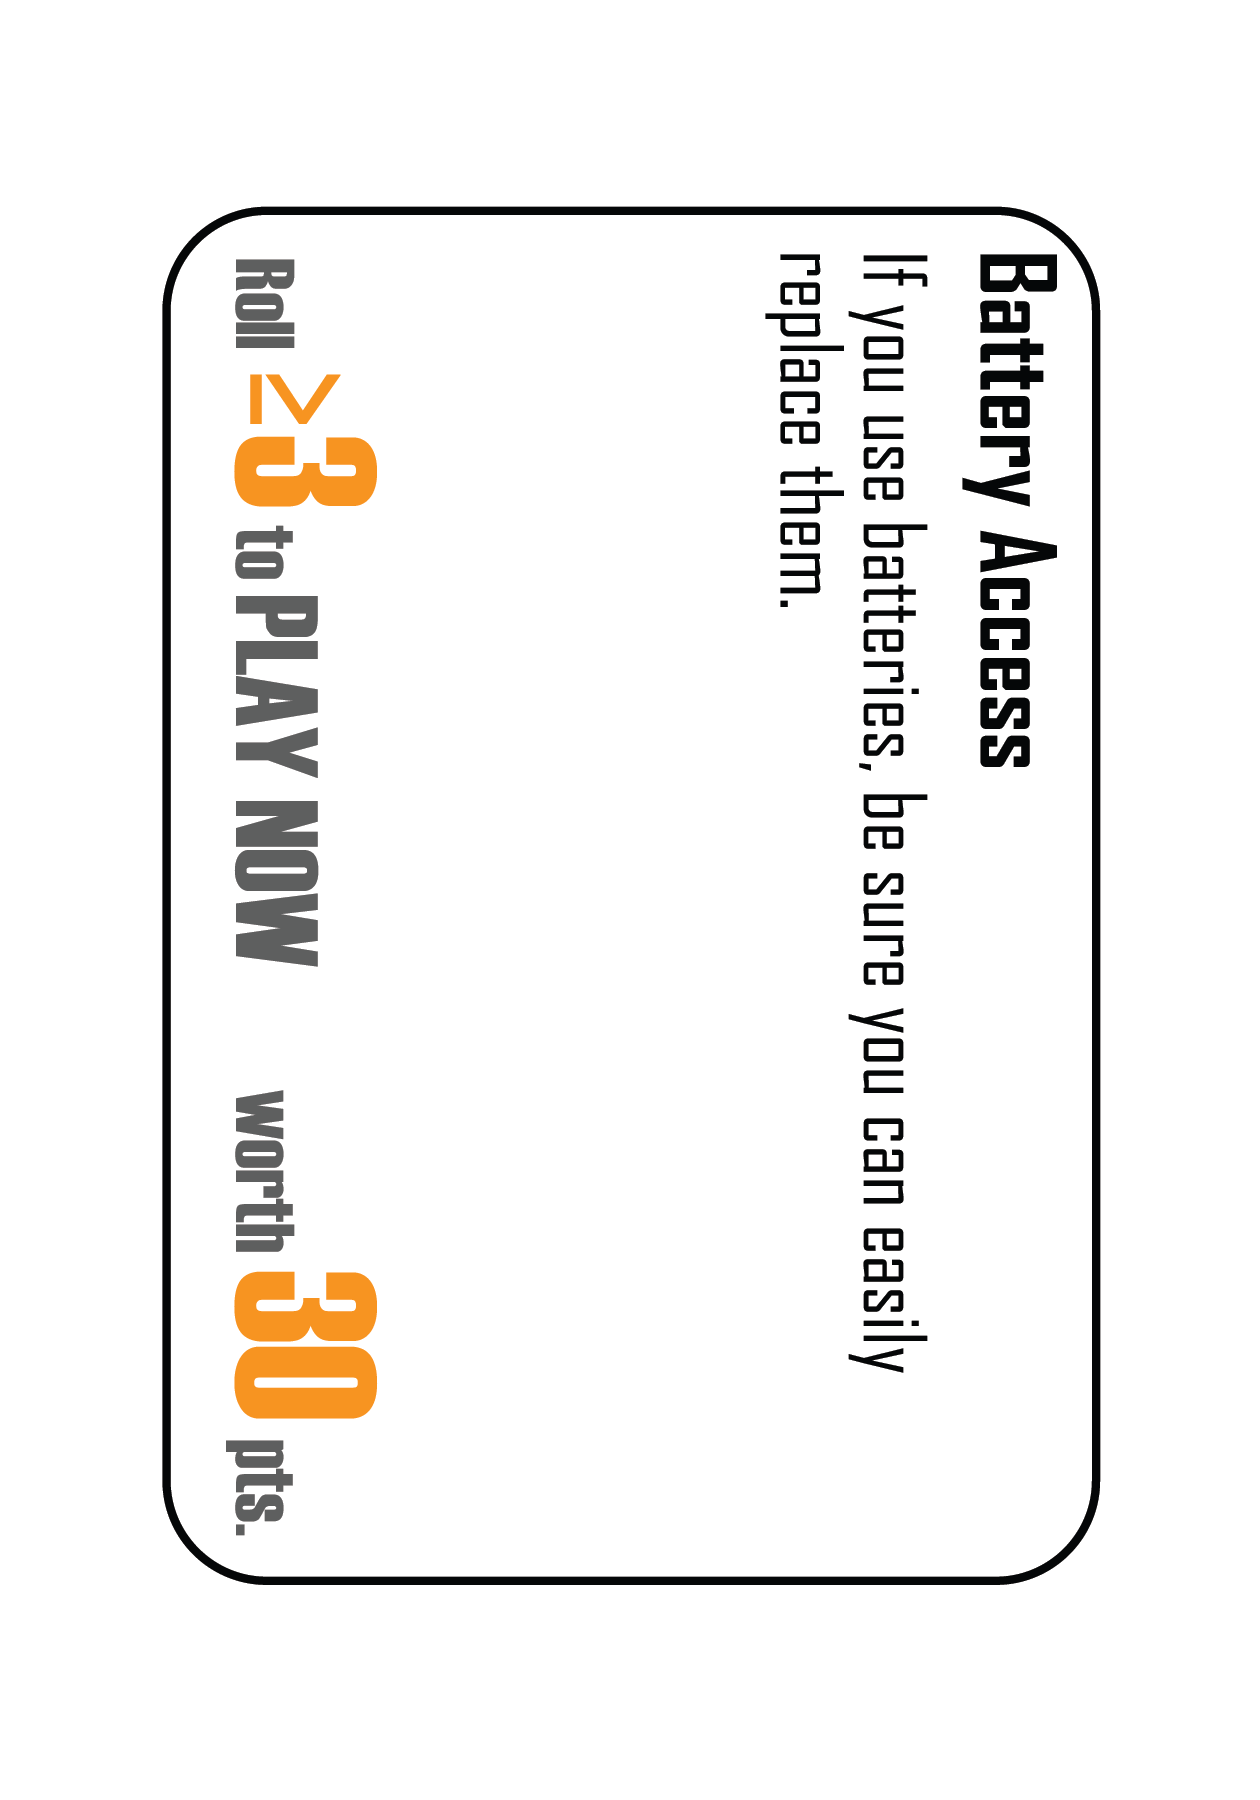 Battery Access
If you use batteries, be sure you can easily
replace them.
Roll ≥3 to PLAY NOW worth 30 pts.